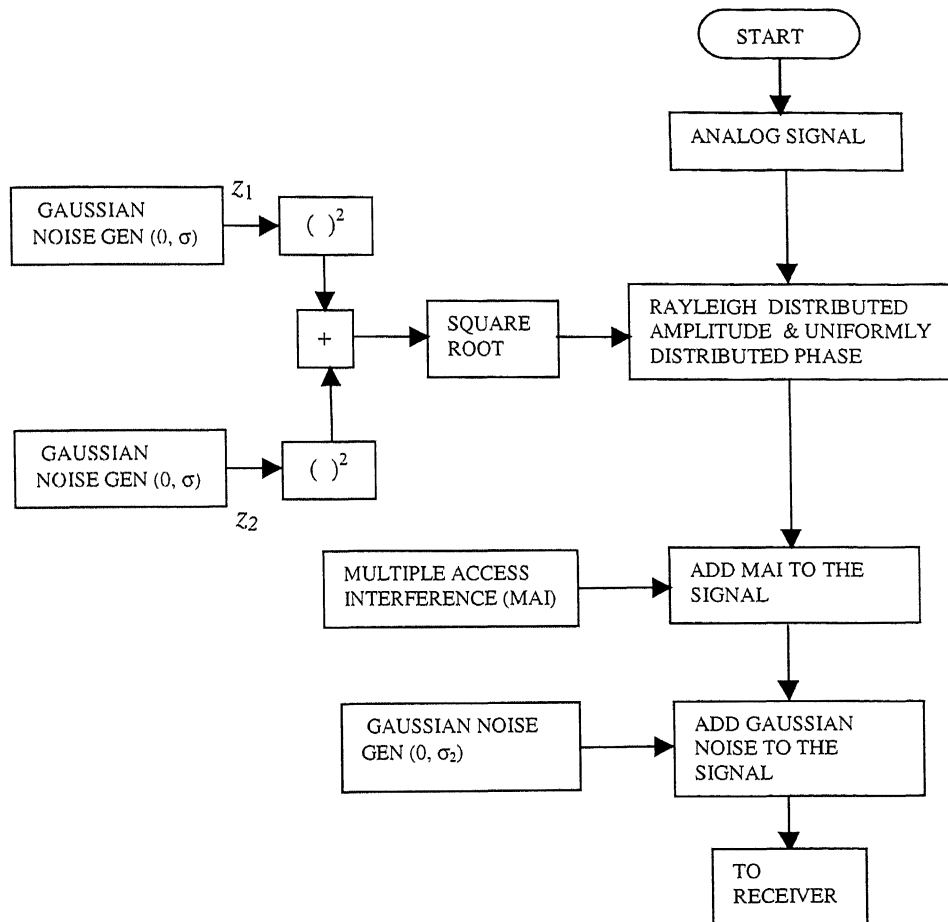 START
ANALOG SIGNAL
z1
GAUSSIAN
NOISE GEN (0, σ)
( )²
RAYLEIGH DISTRIBUTED
AMPLITUDE & UNIFORMLY
DISTRIBUTED PHASE
+
SQUARE
ROOT
GAUSSIAN
NOISE GEN (0, σ)
( )²
z2
MULTIPLE ACCESS
INTERFERENCE (MAI)
ADD MAI TO THE
SIGNAL
GAUSSIAN NOISE
GEN (0, σ₂)
ADD GAUSSIAN
NOISE TO THE
SIGNAL
TO
RECEIVER